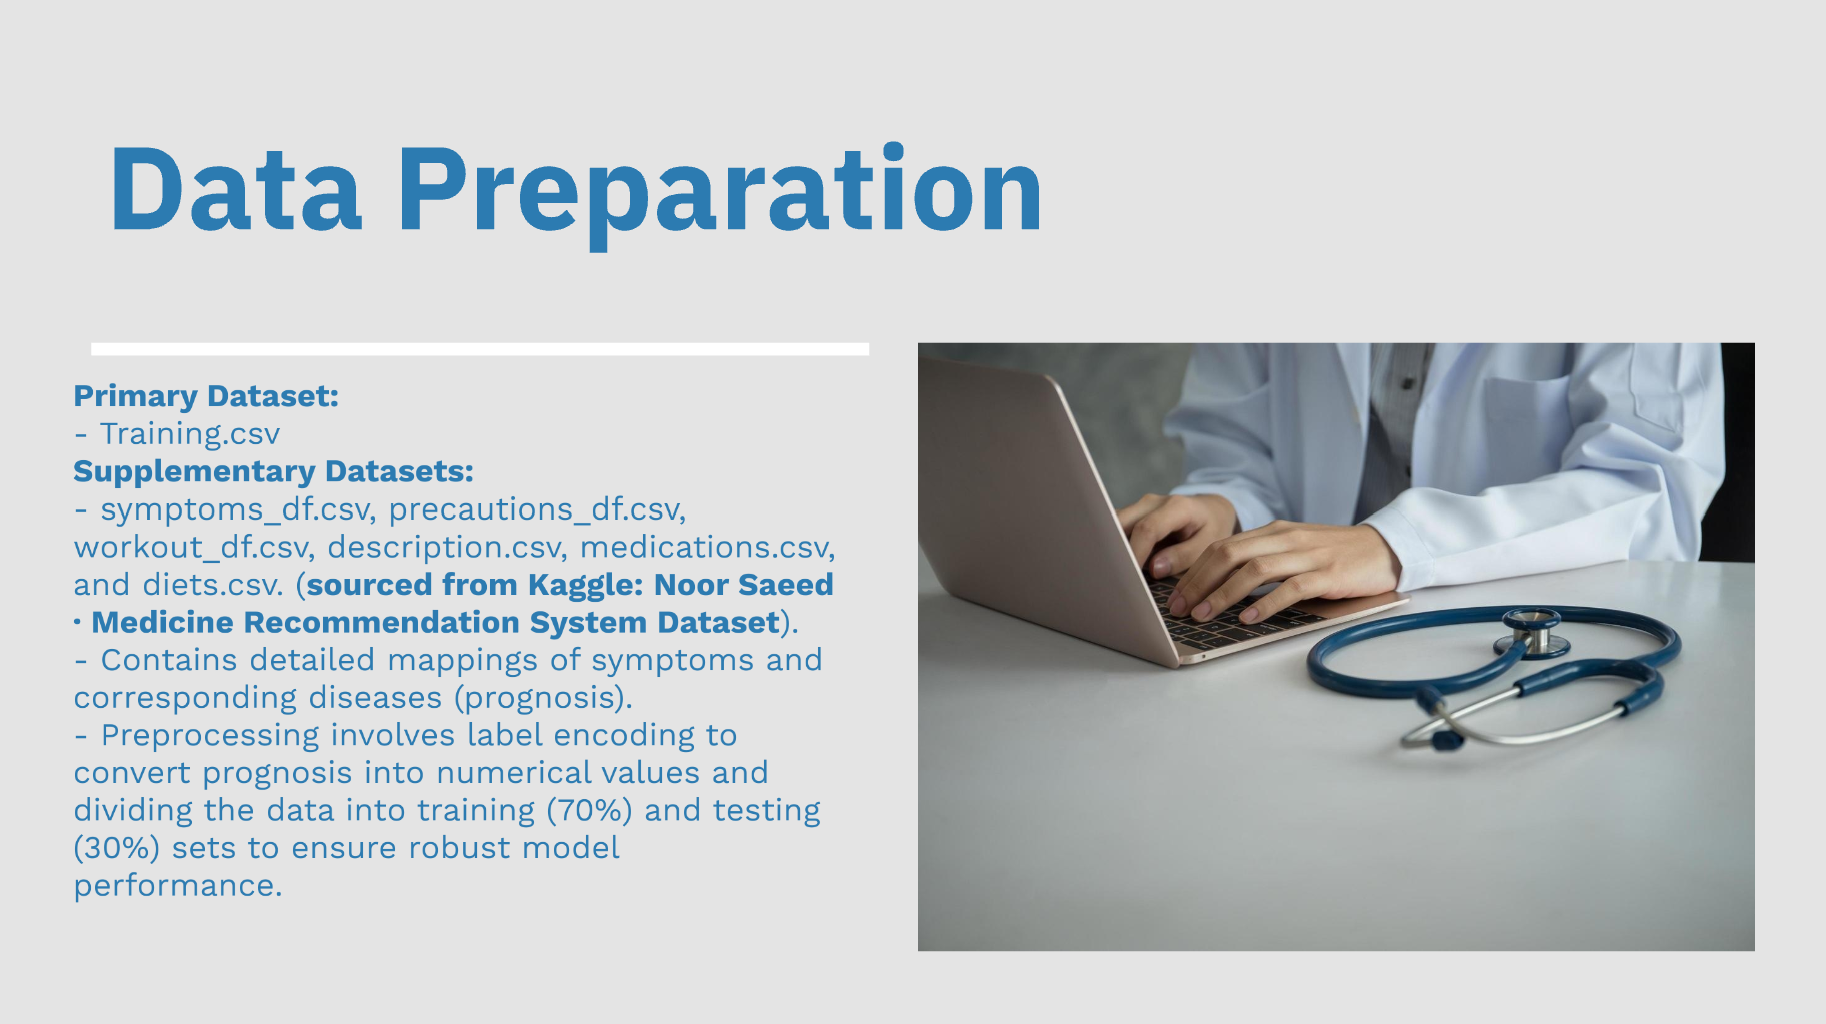 Data Preparation
Primary Dataset:
- Training.csv
Supplementary Datasets:
- symptoms_df.csv, precautions_df.csv,
workout_df.csv, description.csv, medications.csv,
and diets.csv. (sourced from Kaggle: Noor Saeed
· Medicine Recommendation System Dataset).
- Contains detailed mappings of symptoms and
corresponding diseases (prognosis).
- Preprocessing involves label encoding to
convert prognosis into numerical values and
dividing the data into training (70%) and testing
(30%) sets to ensure robust model
performance.